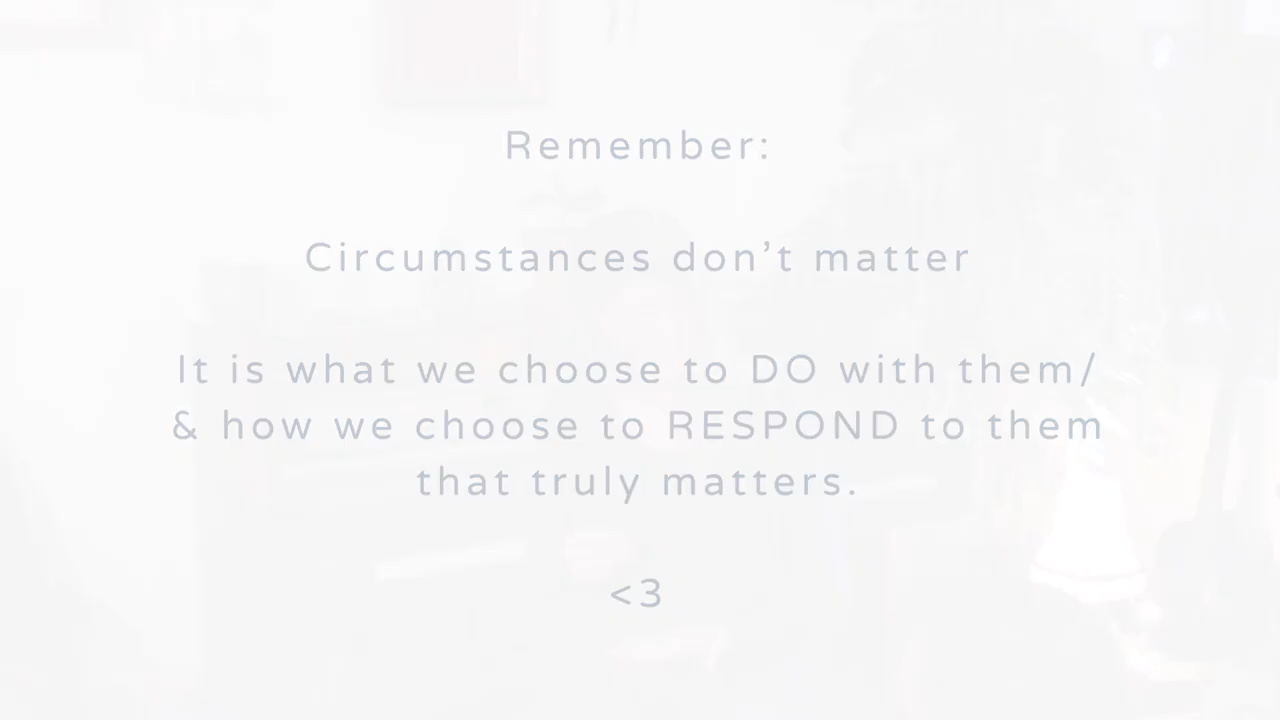 Remember:
Circumstances don’t matter
It is what we choose to DO with them/
& how we choose to RESPOND to them
that truly matters.
<3